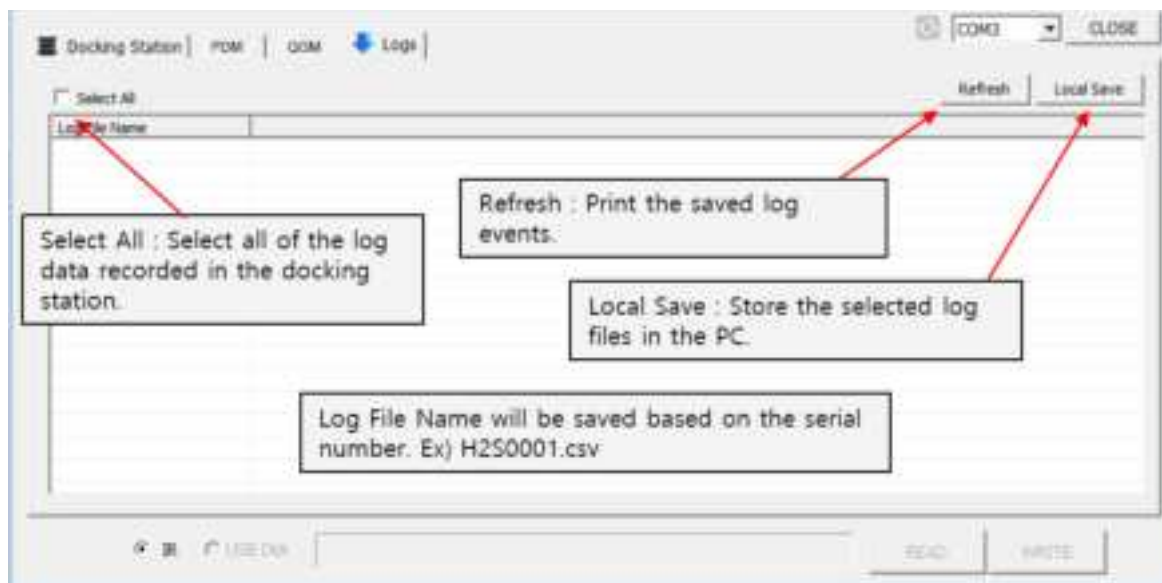 Docking Station PDM QGM Logs COM3 CLOSE
Select All Refresh Local Save
Log File Name
Refresh : Print the saved log
events.
Select All : Select all of the log
data recorded in the docking
station.
Local Save : Store the selected log
files in the PC.
Log File Name will be saved based on the serial
number. Ex) H2S0001.csv
IR READ WRITE